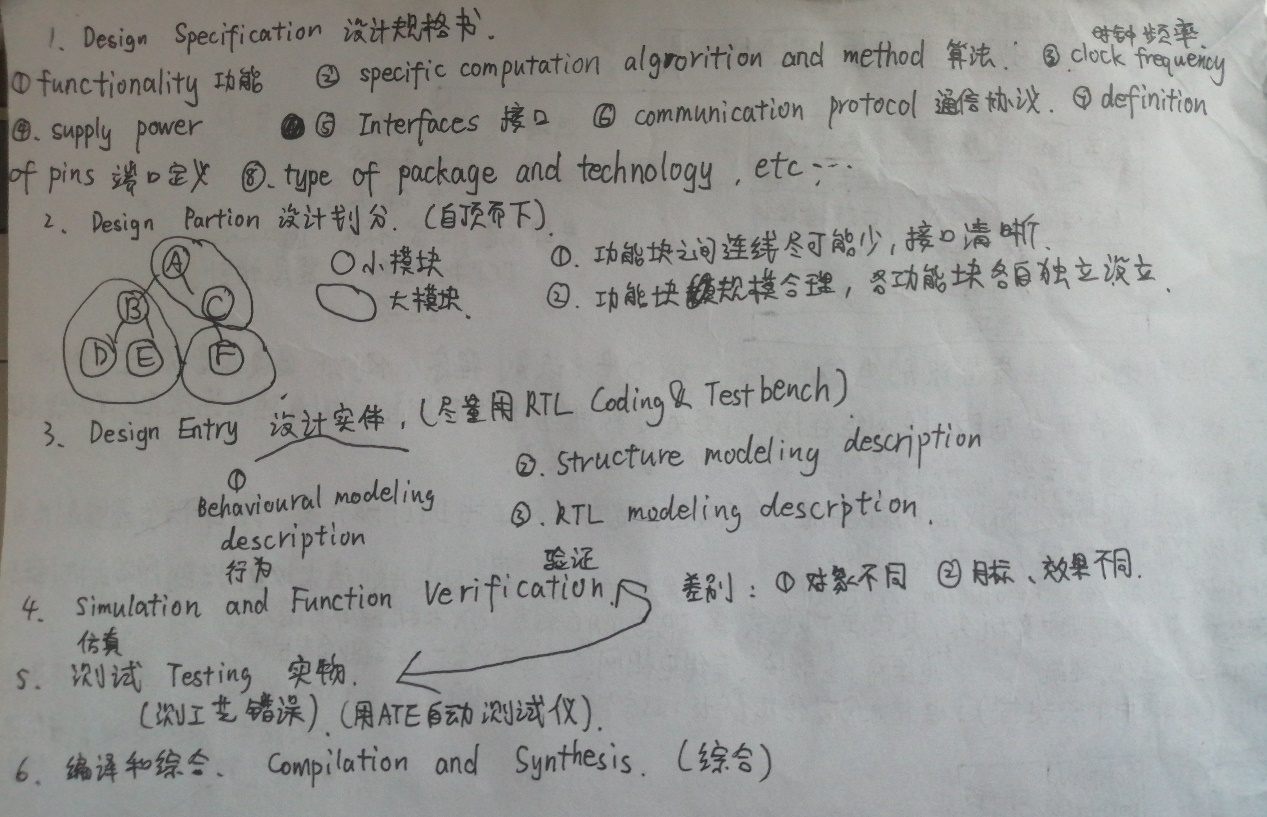 1、Design Specification 设计规格书.
时钟频率
①functionality 功能 ② specific computation algrorition and method 算法. ③.clock frequency
④. supply power ⑤ Interfaces 接口 ⑥ communication protocol 通信协议. ⑦ definition
of pins 端口定义 ⑧. type of package and technology , etc ...
2、Design Partion 设计划分. (自顶而下).
A
B
C
D
E
F
○小模块
大模块.
①. 功能块之间连线尽可能少,接口清晰.
②. 功能块规模合理,各功能块各自独立设立.
3、Design Entry 设计实体,(尽量用RTL Coding & Testbench).
①
Behavioural modeling
description
行为
②. Structure modeling description
③. RTL modeling descrption.
验证
4. Simulation and Function Verification. 差别:① 对象不同 ②目标、效果不同.
仿真
5. 测试 Testing 实物.
(测工艺错误). (用ATE自动测试仪).
6. 编译和综合. Compilation and Synthesis. (综合)